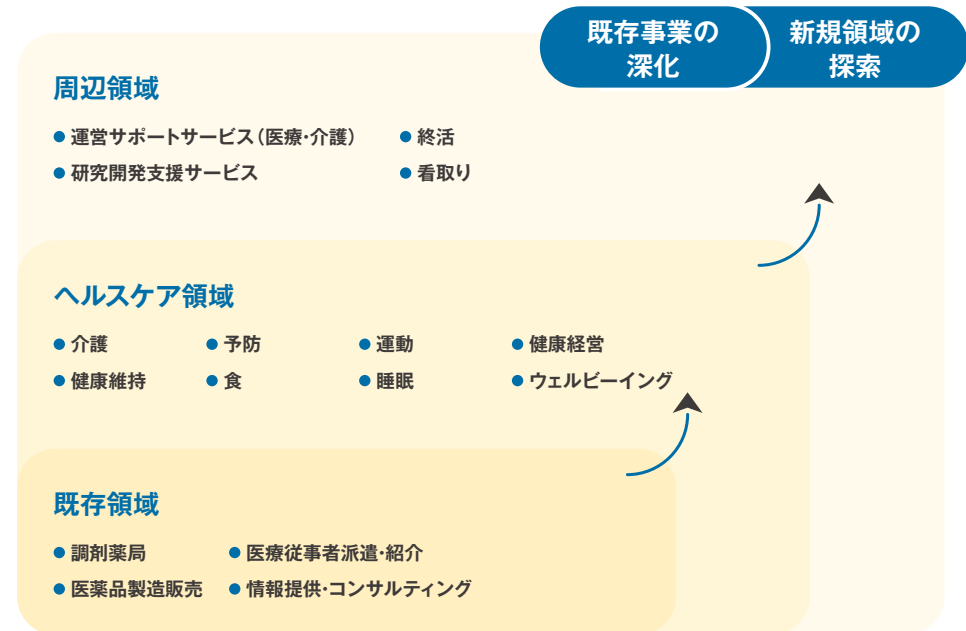 既存事業の
深化
新規領域の
探索
周辺領域
● 運営サポートサービス（医療・介護）
● 終活
● 研究開発支援サービス
● 看取り
ヘルスケア領域
● 介護
● 予防
● 運動
● 健康経営
● 健康維持
● 食
● 睡眠
● ウェルビーイング
既存領域
● 調剤薬局
● 医療従事者派遣・紹介
● 医薬品製造販売
● 情報提供・コンサルティング